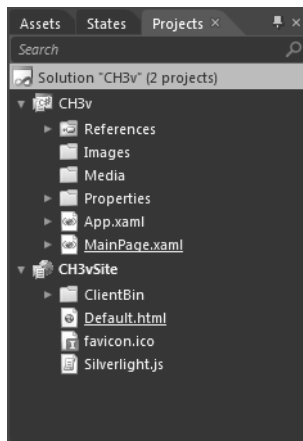 Assets States Projects
Search
Solution "CH3v" (2 projects)
CH3v
References
Images
Media
Properties
App.xaml
MainPage.xaml
CH3vSite
ClientBin
Default.html
favicon.ico
Silverlight.js